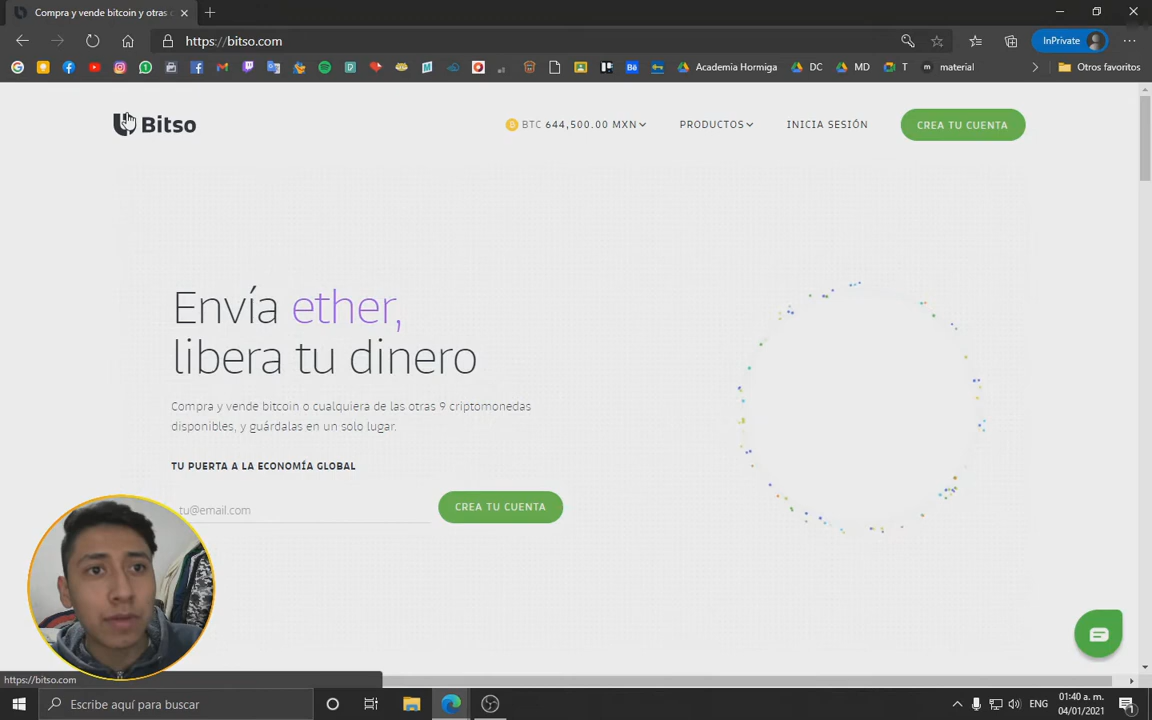 Compra y vende bitcoin y otras c
https://bitso.com
InPrivate
Academia Hormiga
DC
MD
T
material
Otros favoritos
Bitso
BTC 644,500.00 MXN
PRODUCTOS
INICIA SESIÓN
CREA TU CUENTA
Envía ether,
libera tu dinero
Compra y vende bitcoin o cualquiera de las otras 9 criptomonedas
disponibles, y guárdalas en un solo lugar.
TU PUERTA A LA ECONOMÍA GLOBAL
tu@email.com
CREA TU CUENTA
https://bitso.com
Escribe aquí para buscar
ENG
01:40 a. m.
04/01/2021
1